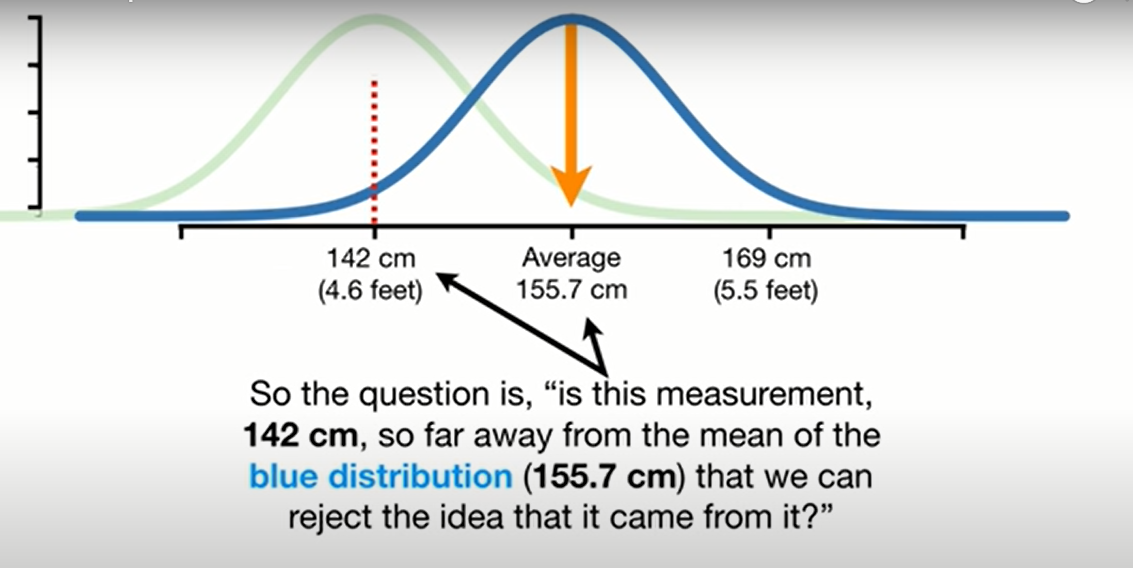 142 cm
(4.6 feet)
Average
155.7 cm
169 cm
(5.5 feet)
So the question is, “is this measurement,
142 cm, so far away from the mean of the
blue distribution (155.7 cm) that we can
reject the idea that it came from it?”